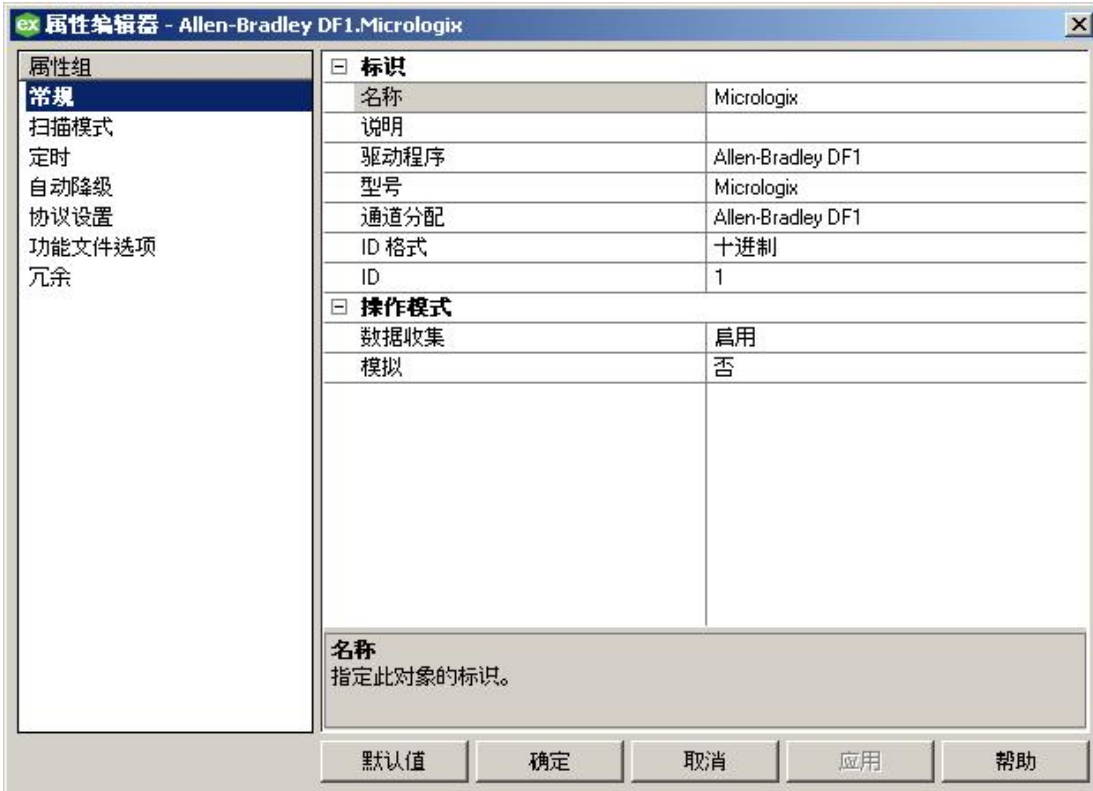 ex 属性编辑器 - Allen-Bradley DF1.Micrologix
属性组
常规
扫描模式
定时
自动降级
协议设置
功能文件选项
冗余
标识
名称 Micrologix
说明
驱动程序 Allen-Bradley DF1
型号 Micrologix
通道分配 Allen-Bradley DF1
ID 格式 十进制
ID 1
操作模式
数据收集 启用
模拟 否
名称
指定此对象的标识。
默认值 确定 取消 应用 帮助